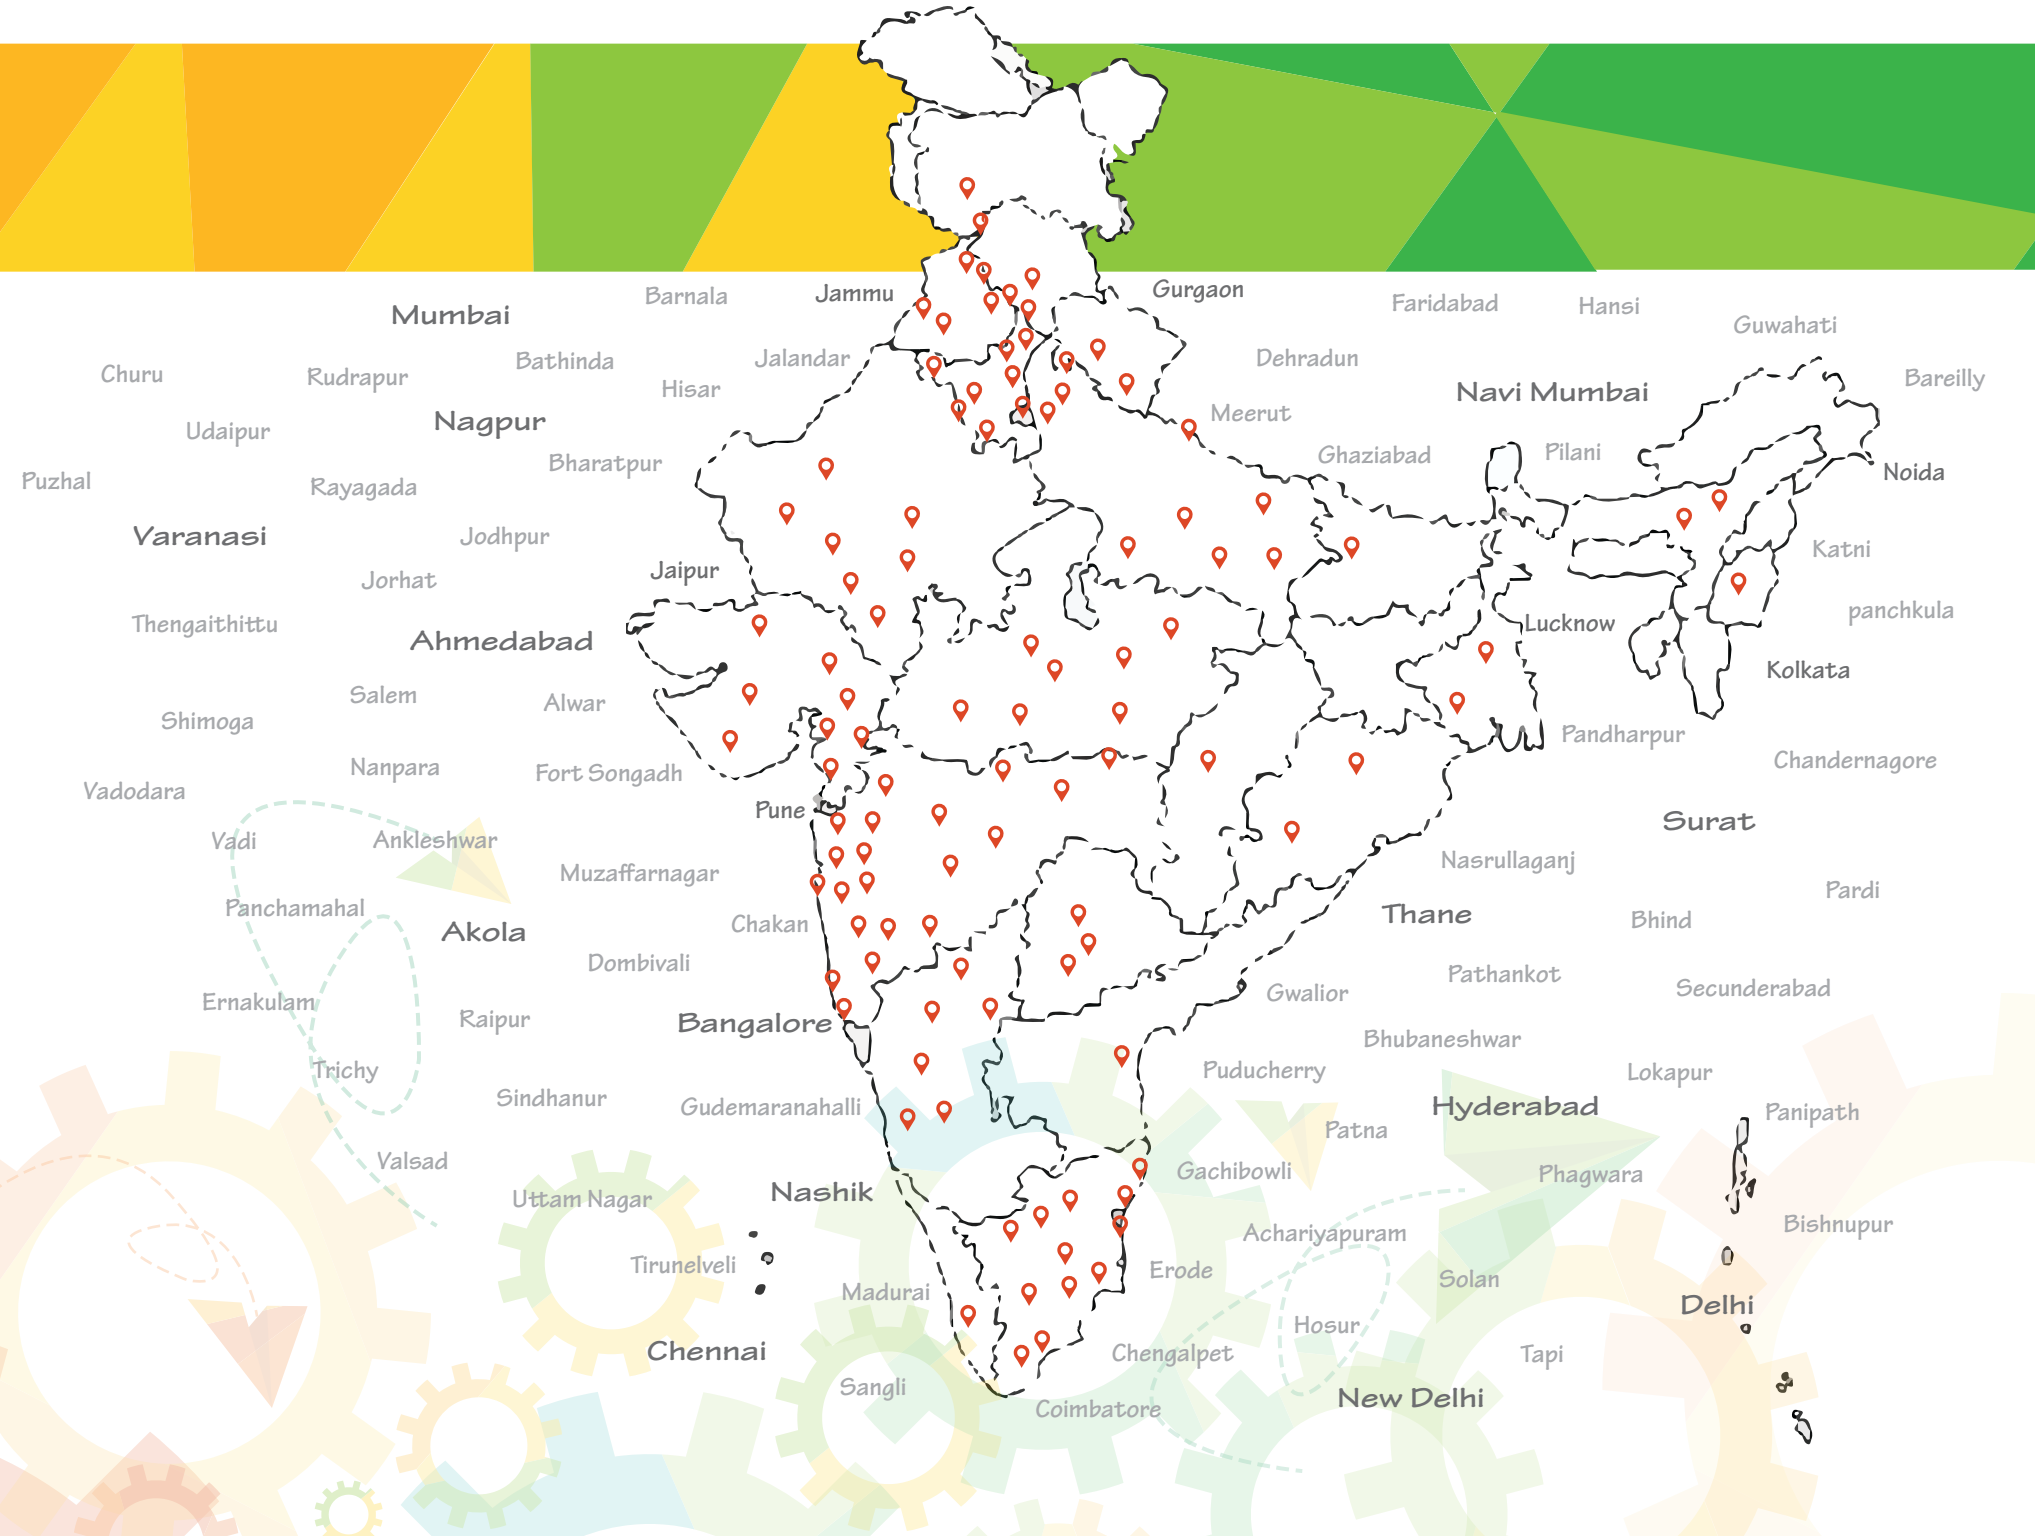 Barnala
Jammu
Gurgaon
Faridabad
Hansi
Mumbai
Guwahati
Churu
Rudrapur
Bathinda
Jalandar
Dehradun
Hisar
Navi Mumbai
Bareilly
Nagpur
Meerut
Udaipur
Bharatpur
Ghaziabad
Pilani
Puzhal
Rayagada
Noida
Varanasi
Jodhpur
Katni
Jorhat
Jaipur
Thengaithittu
Lucknow
panchkula
Ahmedabad
Kolkata
Salem
Alwar
Shimoga
Pandharpur
Nanpara
Fort Songadh
Chandernagore
Vadodara
Pune
Surat
Vadi
Ankleshwar
Muzaffarnagar
Nasrullaganj
Pardi
Panchamahal
Chakan
Thane
Bhind
Akola
Dombivali
Pathankot
Ernakulam
Gwalior
Secunderabad
Raipur
Bangalore
Bhubaneshwar
Trichy
Puducherry
Lokapur
Sindhanur
Gudemaranahalli
Hyderabad
Panipath
Patna
Valsad
Gachibowli
Phagwara
Uttam Nagar
Nashik
Achariyapuram
Bishnupur
Tirunelveli
Erode
Madurai
Solan
Delhi
Hosur
Chennai
Chengalpet
Tapi
Sangli
Coimbatore
New Delhi